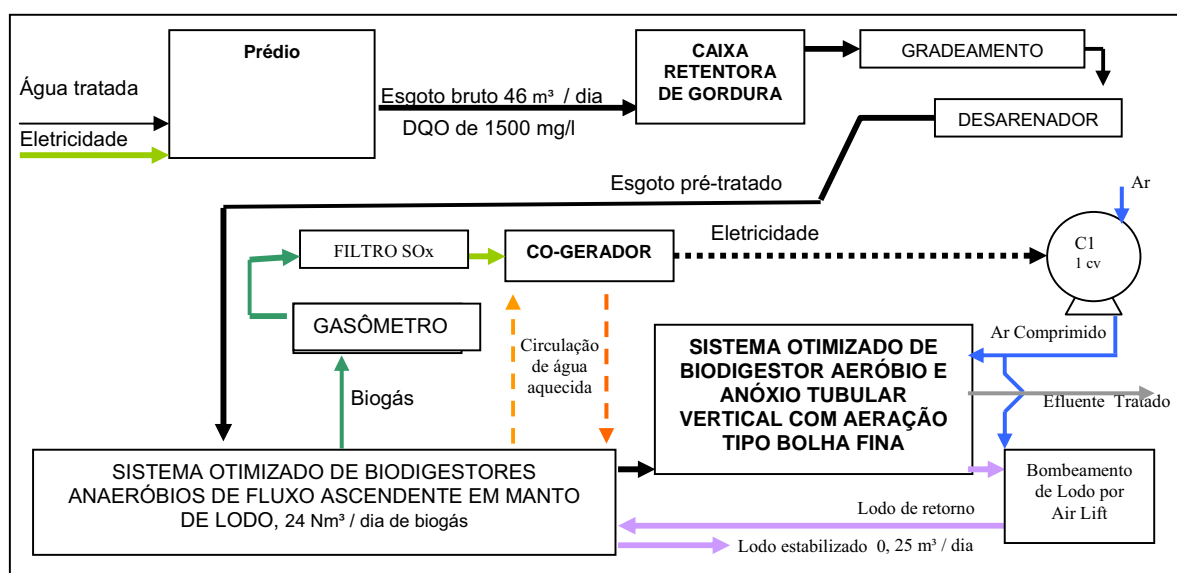 Prédio
CAIXA
RETENTORA
DE GORDURA
GRADEAMENTO
Água tratada
Esgoto bruto 46 m³ / dia
Eletricidade
DQO de 1500 mg/l
DESARENADOR
Esgoto pré-tratado
Ar
FILTRO SOx
CO-GERADOR
Eletricidade
C1
1 cv
GASÔMETRO
Circulação
de água
aquecida
Ar Comprimido
SISTEMA OTIMIZADO DE
BIODIGESTOR AERÓBIO E
ANÓXIO TUBULAR
VERTICAL COM AERAÇÃO
TIPO BOLHA FINA
Biogás
Efluente Tratado
SISTEMA OTIMIZADO DE BIODIGESTORES
ANAERÓBIOS DE FLUXO ASCENDENTE EM MANTO
DE LODO, 24 Nm³ / dia de biogás
Bombeamento
de Lodo por
Air Lift
Lodo de retorno
Lodo estabilizado 0, 25 m³ / dia